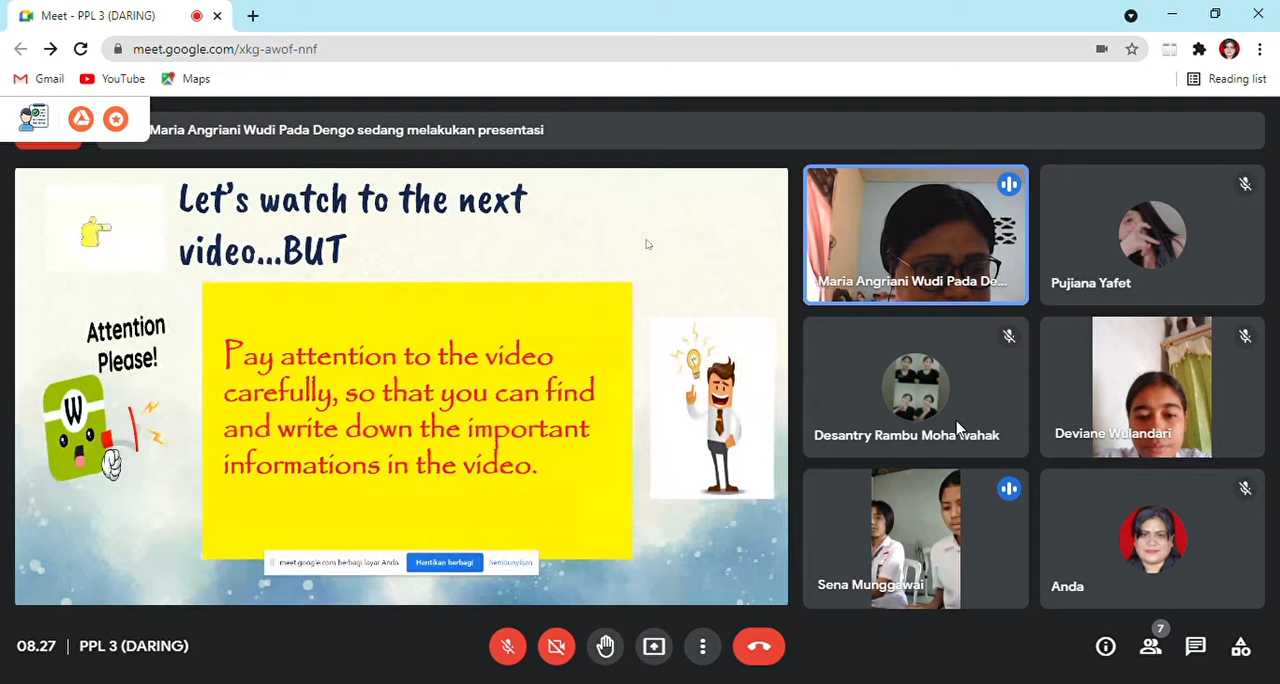 Meet - PPL 3 (DARING)
meet.google.com/xkg-awof-nnf
Gmail YouTube Maps
Reading list
Maria Angriani Wudi Pada Dengo sedang melakukan presentasi
Let's watch to the next
video...BUT
Attention
Please!
W
Pay attention to the video
carefully, so that you can find
and write down the important
informations in the video.
meet.google.com berbagi layar Anda Hentikan berbagi Sembunyikan
Maria Angriani Wudi Pada De...
Pujiana Yafet
Desantry Rambu Moha wahak
Deviane Wulandari
Sena Munggawai
Anda
08.27 | PPL 3 (DARING)
7